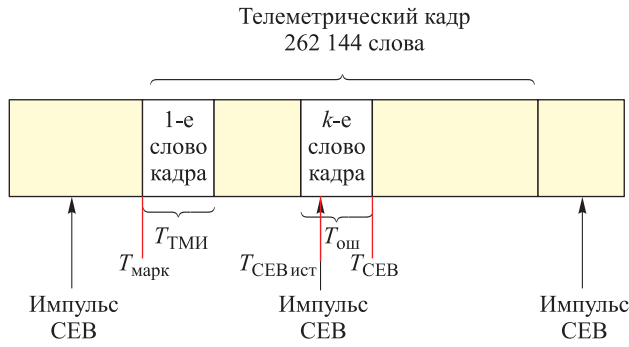 Телеметрический кадр
262 144 слова
1-е
слово
кадра
k-е
слово
кадра
TТМИ
Tош
Tмарк
TСЕВ ист
TСЕВ
Импульс
СЕВ
Импульс
СЕВ
Импульс
СЕВ